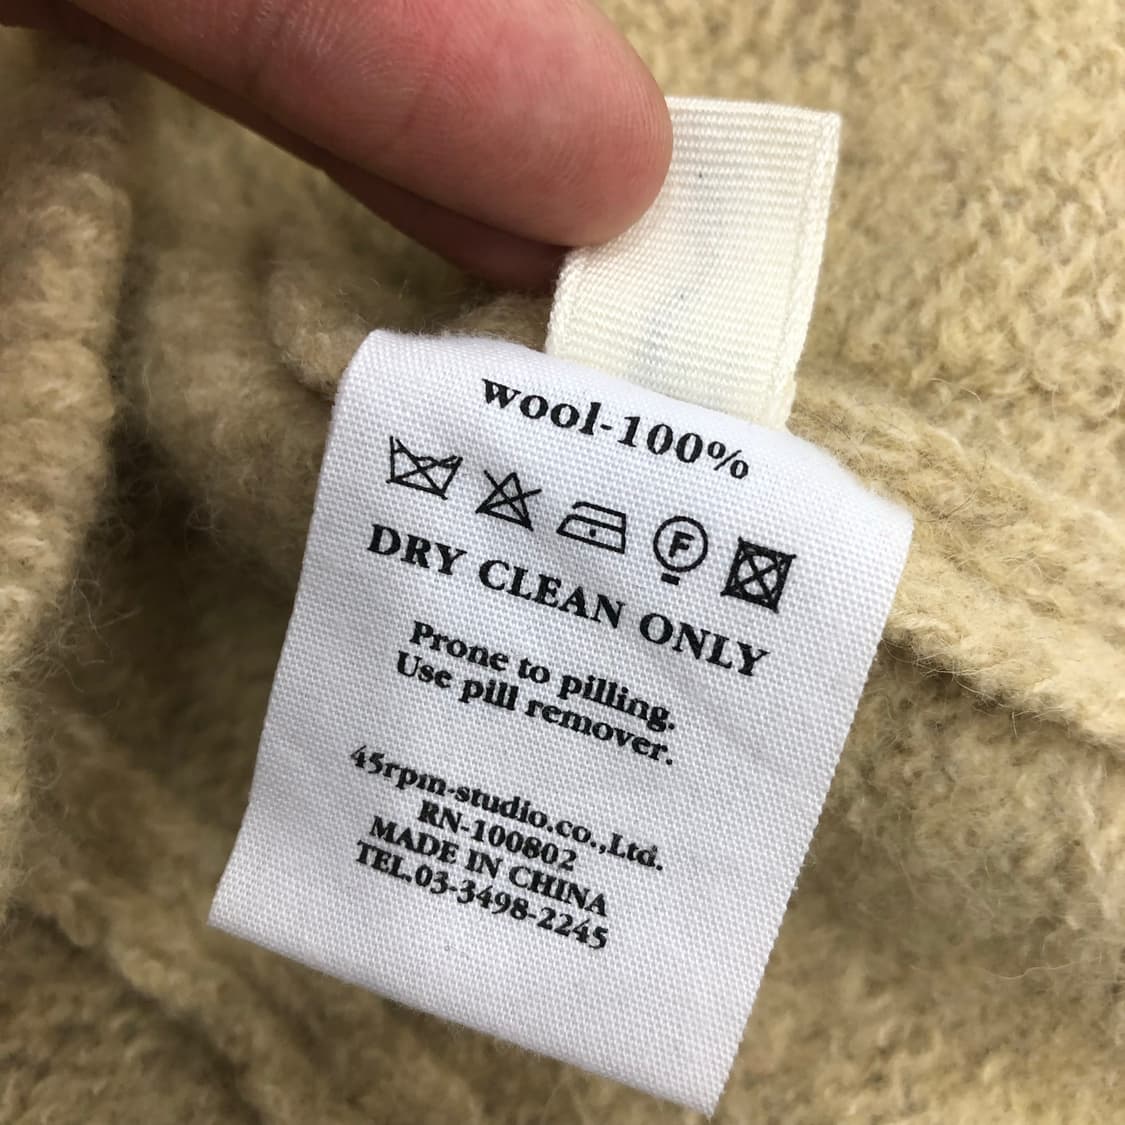 wool-100%
F
DRY CLEAN ONLY
Prone to pilling.
Use pill remover.
45rpm-studio.co.,Ltd.
RN-100802
MADE IN CHINA
TEL.03-3498-2245